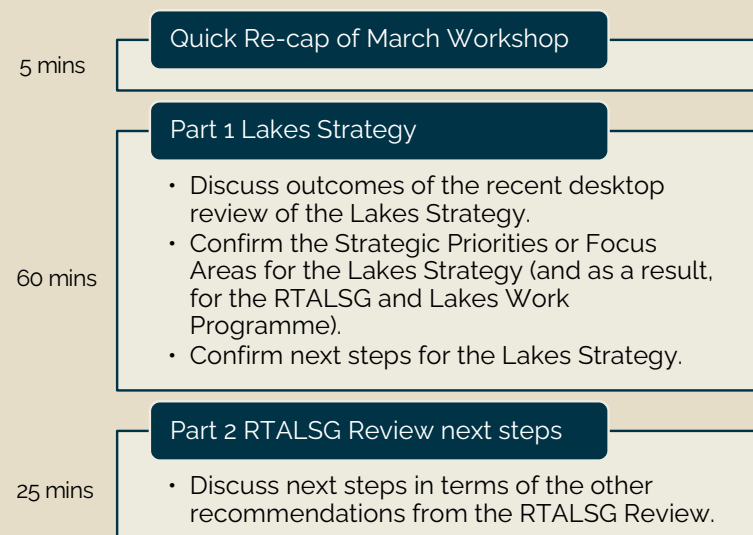 Quick Re-cap of March Workshop
5 mins
Part 1 Lakes Strategy
• Discuss outcomes of the recent desktop
review of the Lakes Strategy.
• Confirm the Strategic Priorities or Focus
Areas for the Lakes Strategy (and as a result,
for the RTALSG and Lakes Work
Programme).
• Confirm next steps for the Lakes Strategy.
60 mins
Part 2 RTALSG Review next steps
• Discuss next steps in terms of the other
recommendations from the RTALSG Review.
25 mins